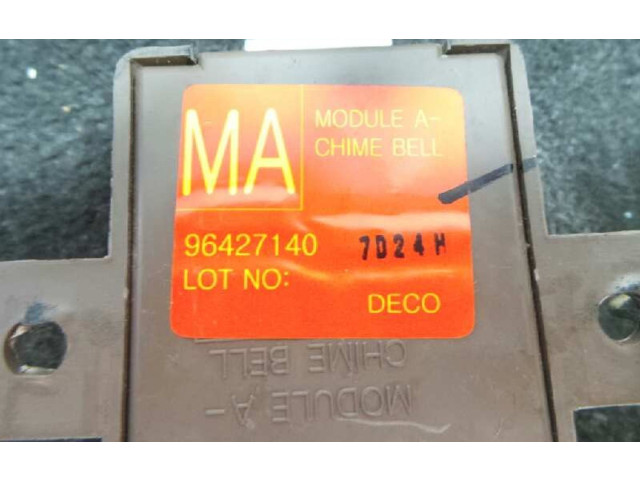 MA
MODULE A-
CHIME BELL
96427140 7D24H
LOT NO:
DECO
MODULE A-
CHIME BELL